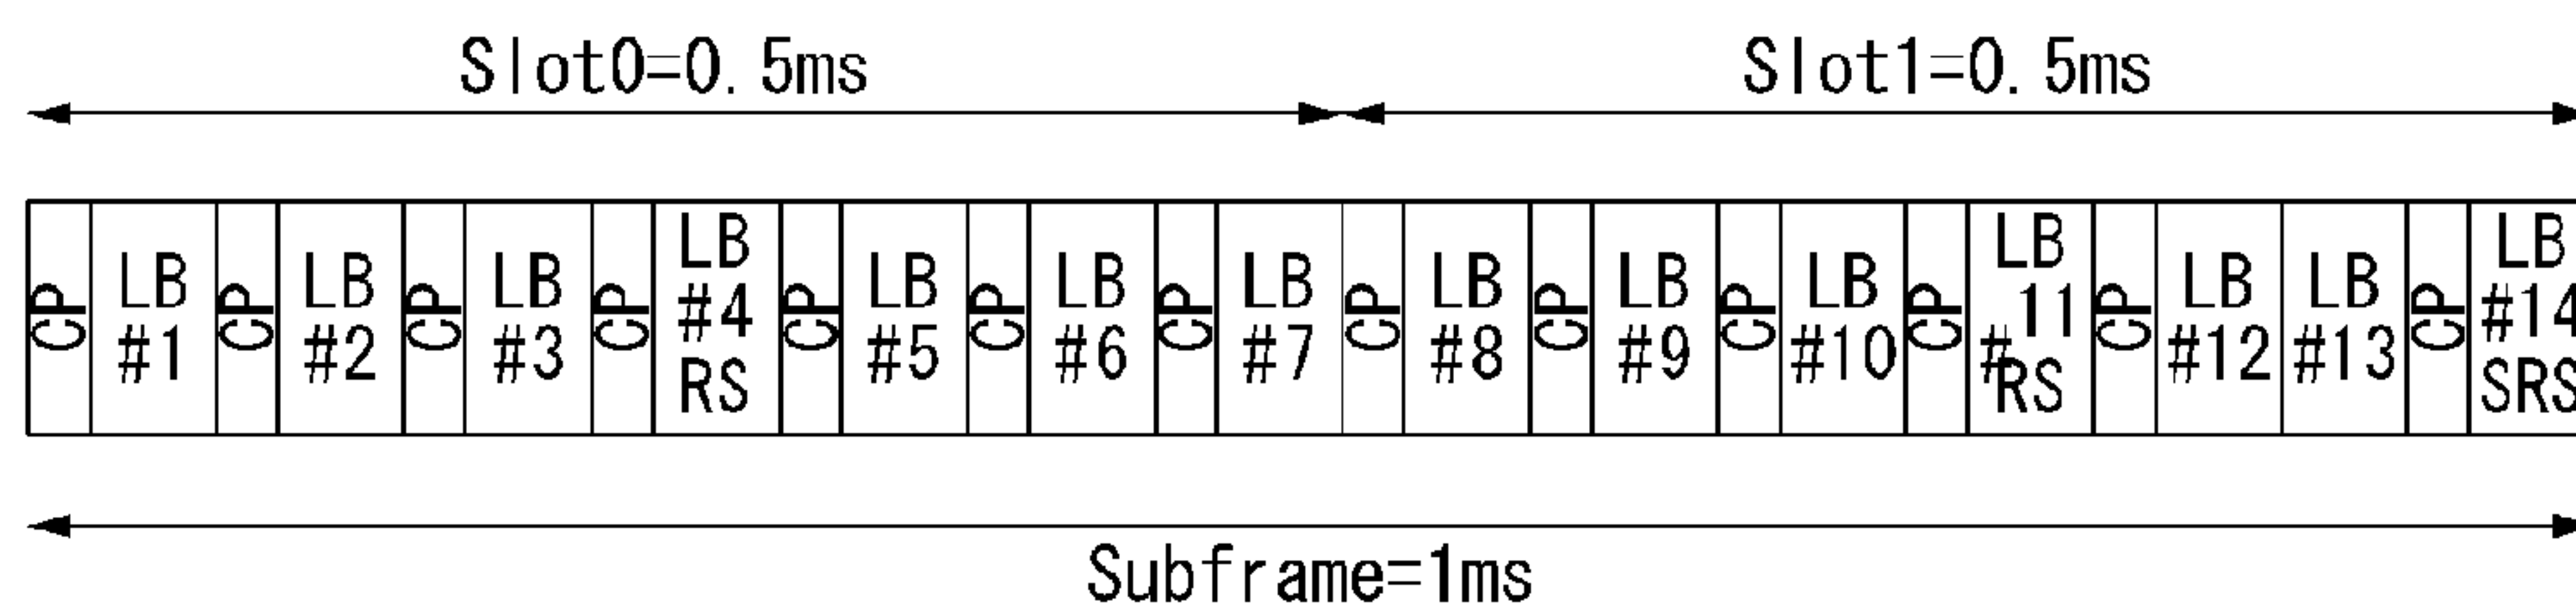 Slot0=0.5ms
Slot1=0.5ms
CP
LB
#1
CP
LB
#2
CP
LB
#3
CP
LB
#4
RS
CP
LB
#5
CP
LB
#6
CP
LB
#7
CP
LB
#8
CP
LB
#9
CP
LB
#10
CP
LB
#11
RS
CP
LB
#12
LB
#13
CP
LB
#14
SRS
Subframe=1ms